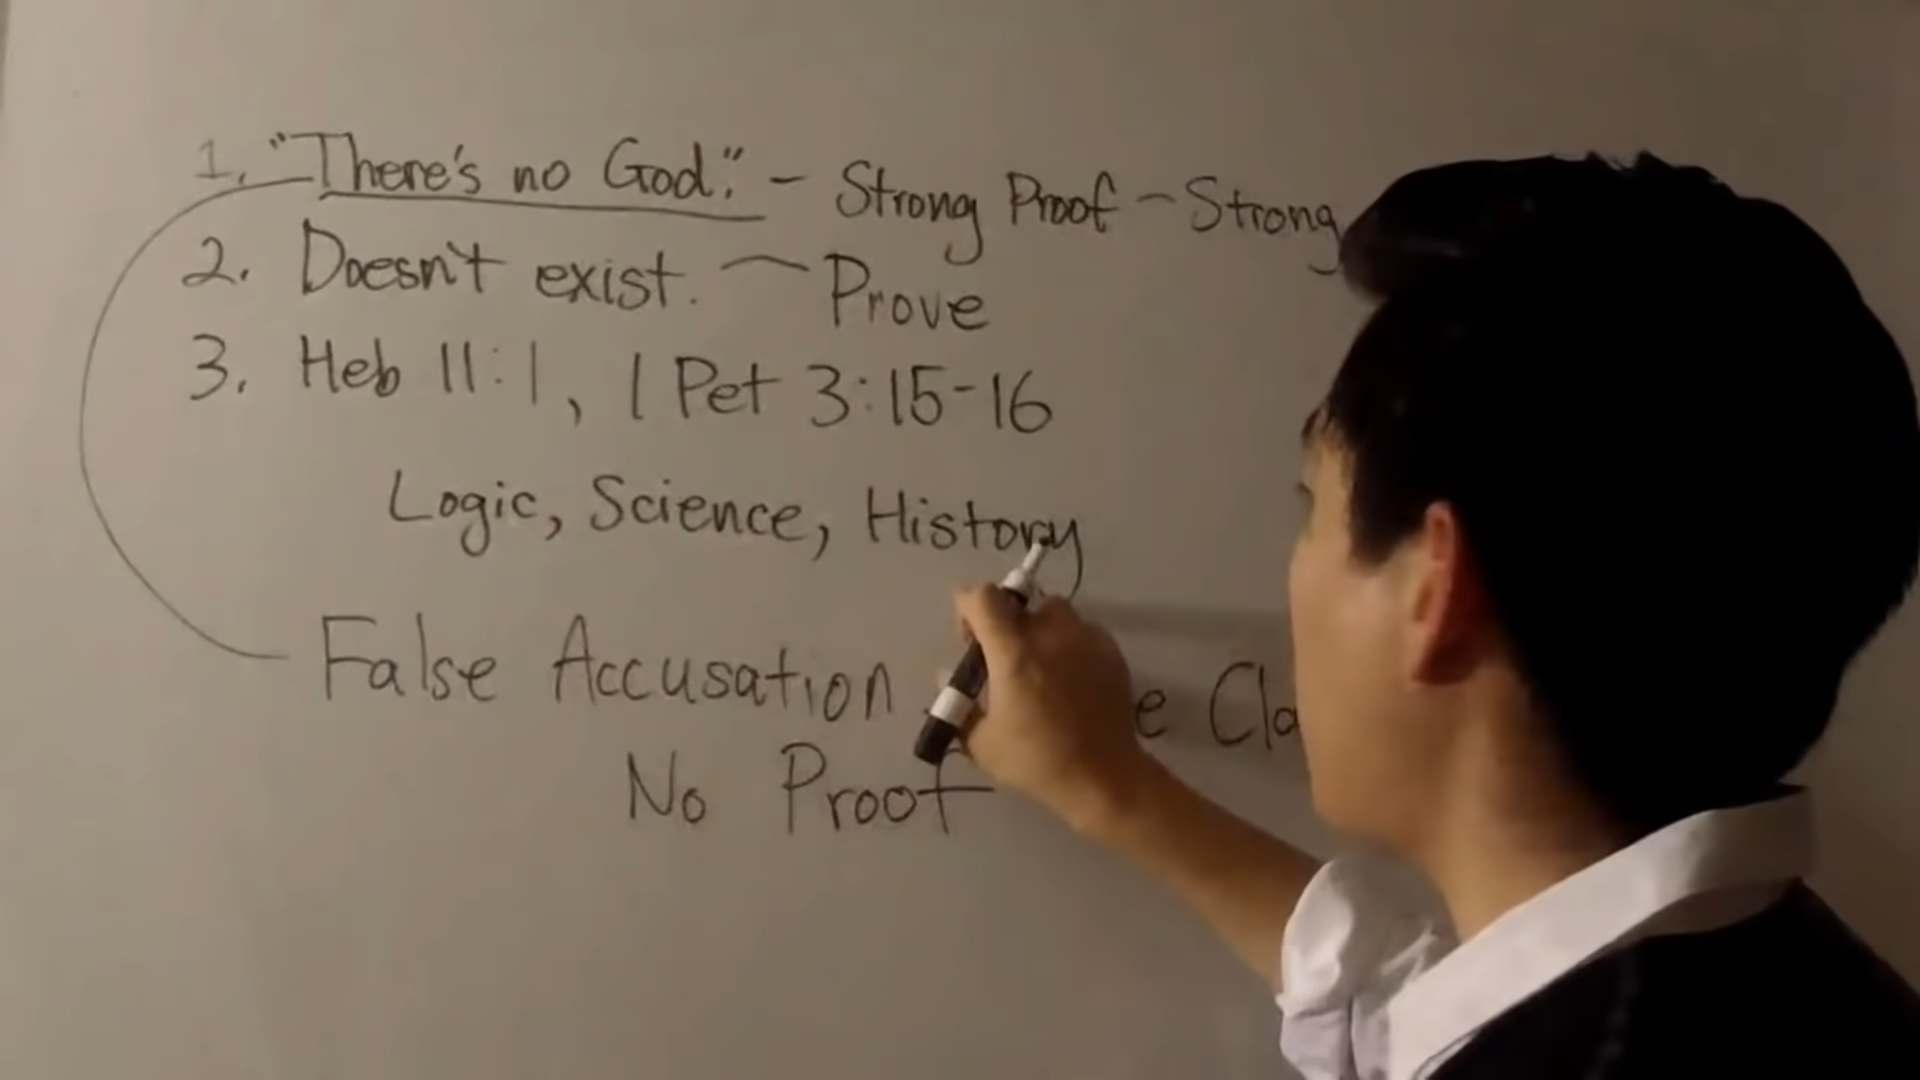 1. "There's no God." - Strong Proof - Strong
2. Doesn't exist. - Prove
3. Heb 11:1, 1 Pet 3:15-16
Logic, Science, History
False Accusation
No Proof